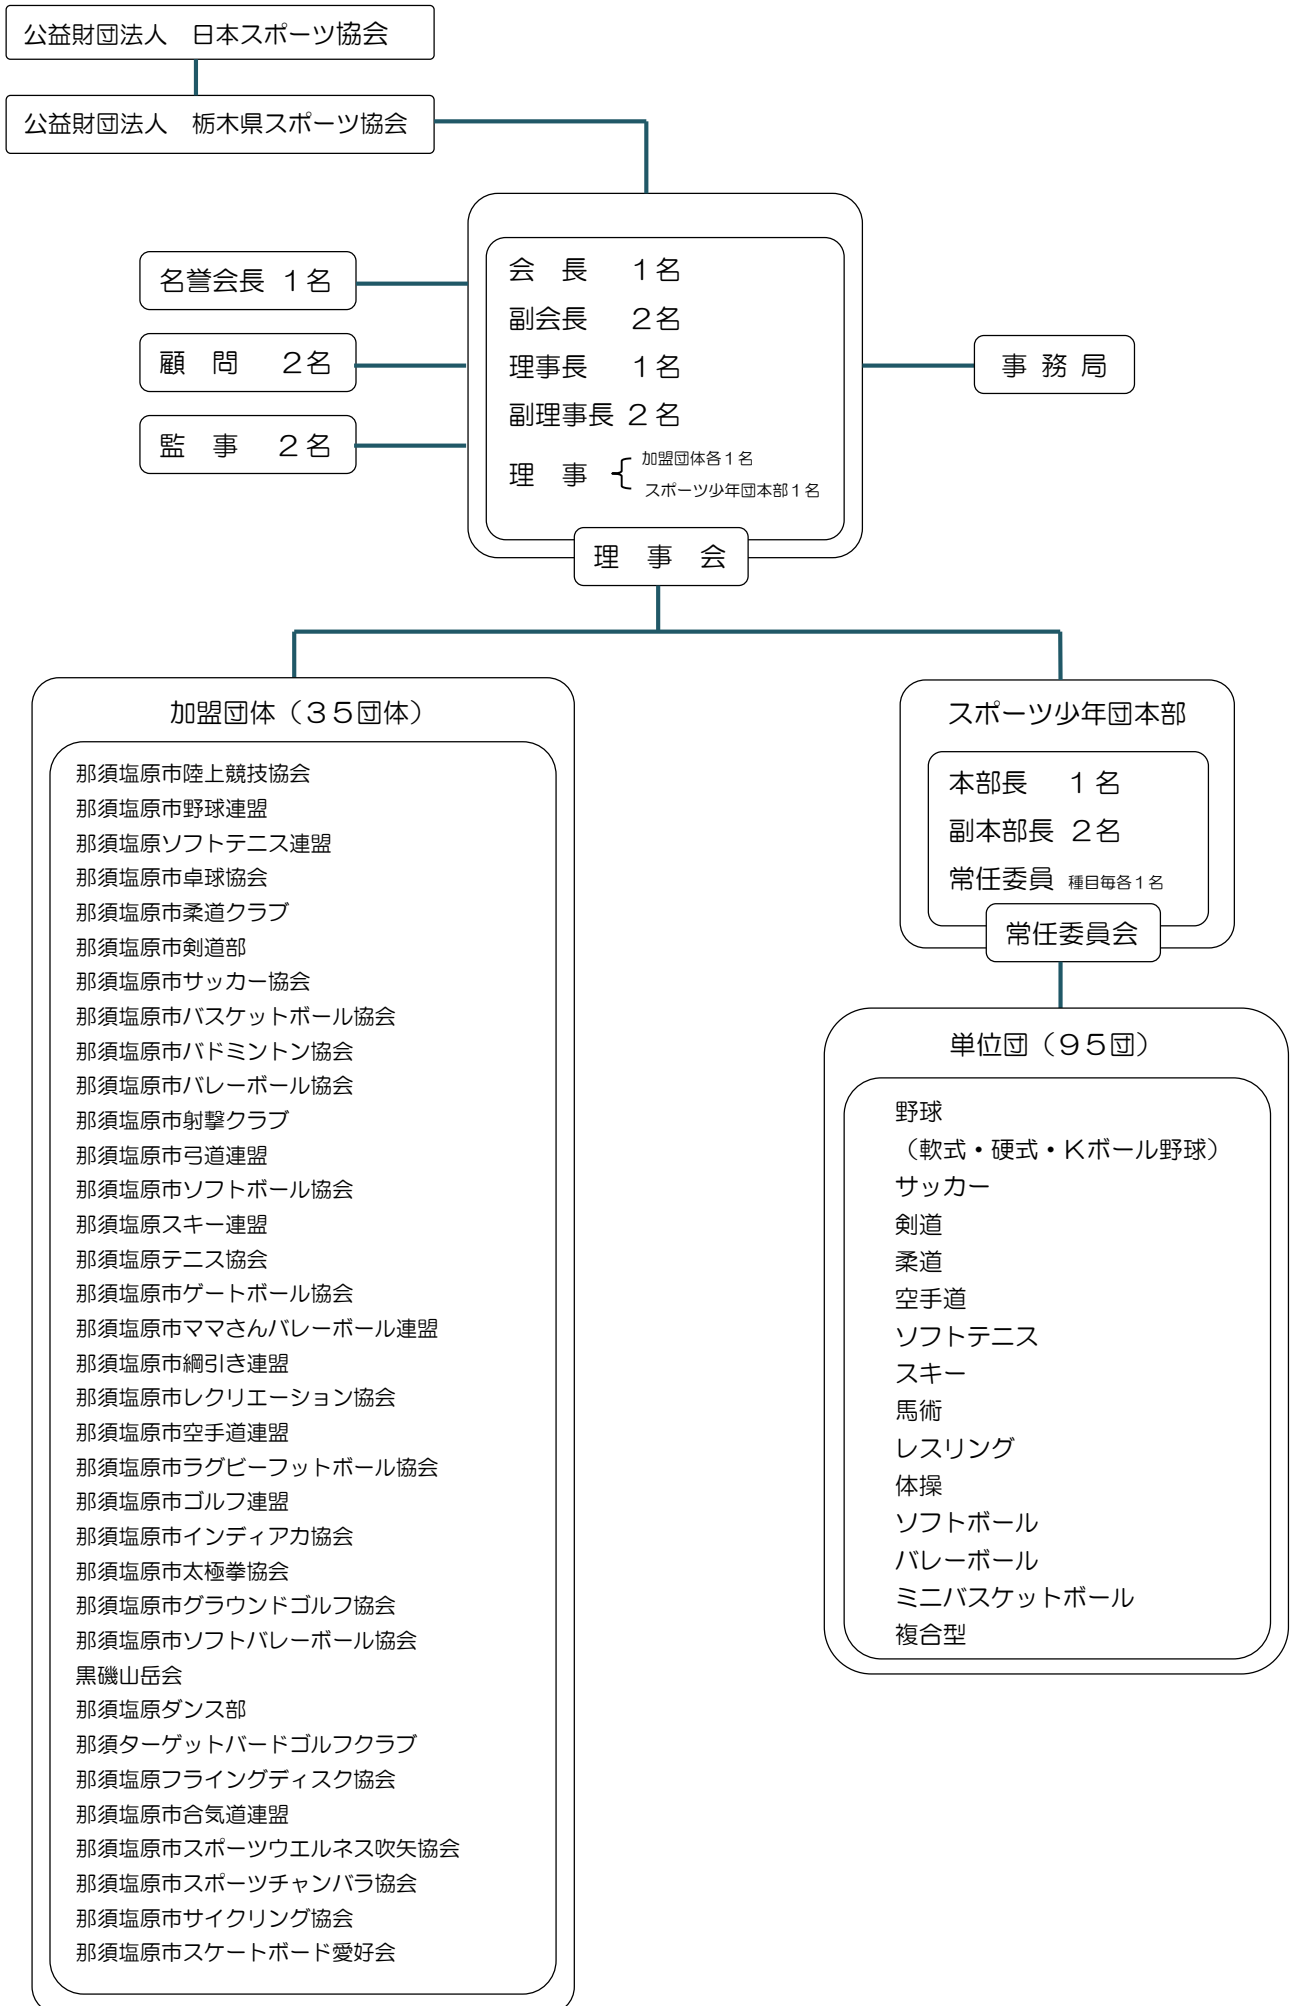 公益財団法人　日本スポーツ協会
公益財団法人　栃木県スポーツ協会
名誉会長 １名
顧　問　２名
監　事　２名
会　長　１名
副会長　２名
理事長　１名
副理事長 ２名
理　事 { 加盟団体各１名
スポーツ少年団本部１名
理　事　会
事 務 局
加盟団体（３５団体）
那須塩原市陸上競技協会
那須塩原市野球連盟
那須塩原ソフトテニス連盟
那須塩原市卓球協会
那須塩原市柔道クラブ
那須塩原市剣道部
那須塩原市サッカー協会
那須塩原市バスケットボール協会
那須塩原市バドミントン協会
那須塩原市バレーボール協会
那須塩原市射撃クラブ
那須塩原市弓道連盟
那須塩原市ソフトボール協会
那須塩原スキー連盟
那須塩原テニス協会
那須塩原市ゲートボール協会
那須塩原市ママさんバレーボール連盟
那須塩原市綱引き連盟
那須塩原市レクリエーション協会
那須塩原市空手道連盟
那須塩原市ラグビーフットボール協会
那須塩原市ゴルフ連盟
那須塩原市インディアカ協会
那須塩原市太極拳協会
那須塩原市グラウンドゴルフ協会
那須塩原市ソフトバレーボール協会
黒磯山岳会
那須塩原ダンス部
那須ターゲットバードゴルフクラブ
那須塩原フライングディスク協会
那須塩原市合気道連盟
那須塩原市スポーツウエルネス吹矢協会
那須塩原市スポーツチャンバラ協会
那須塩原市サイクリング協会
那須塩原市スケートボード愛好会
スポーツ少年団本部
本部長　１名
副本部長 ２名
常任委員 種目毎各１名
常任委員会
単位団（９５団）
野球
（軟式・硬式・Ｋボール野球）
サッカー
剣道
柔道
空手道
ソフトテニス
スキー
馬術
レスリング
体操
ソフトボール
バレーボール
ミニバスケットボール
複合型